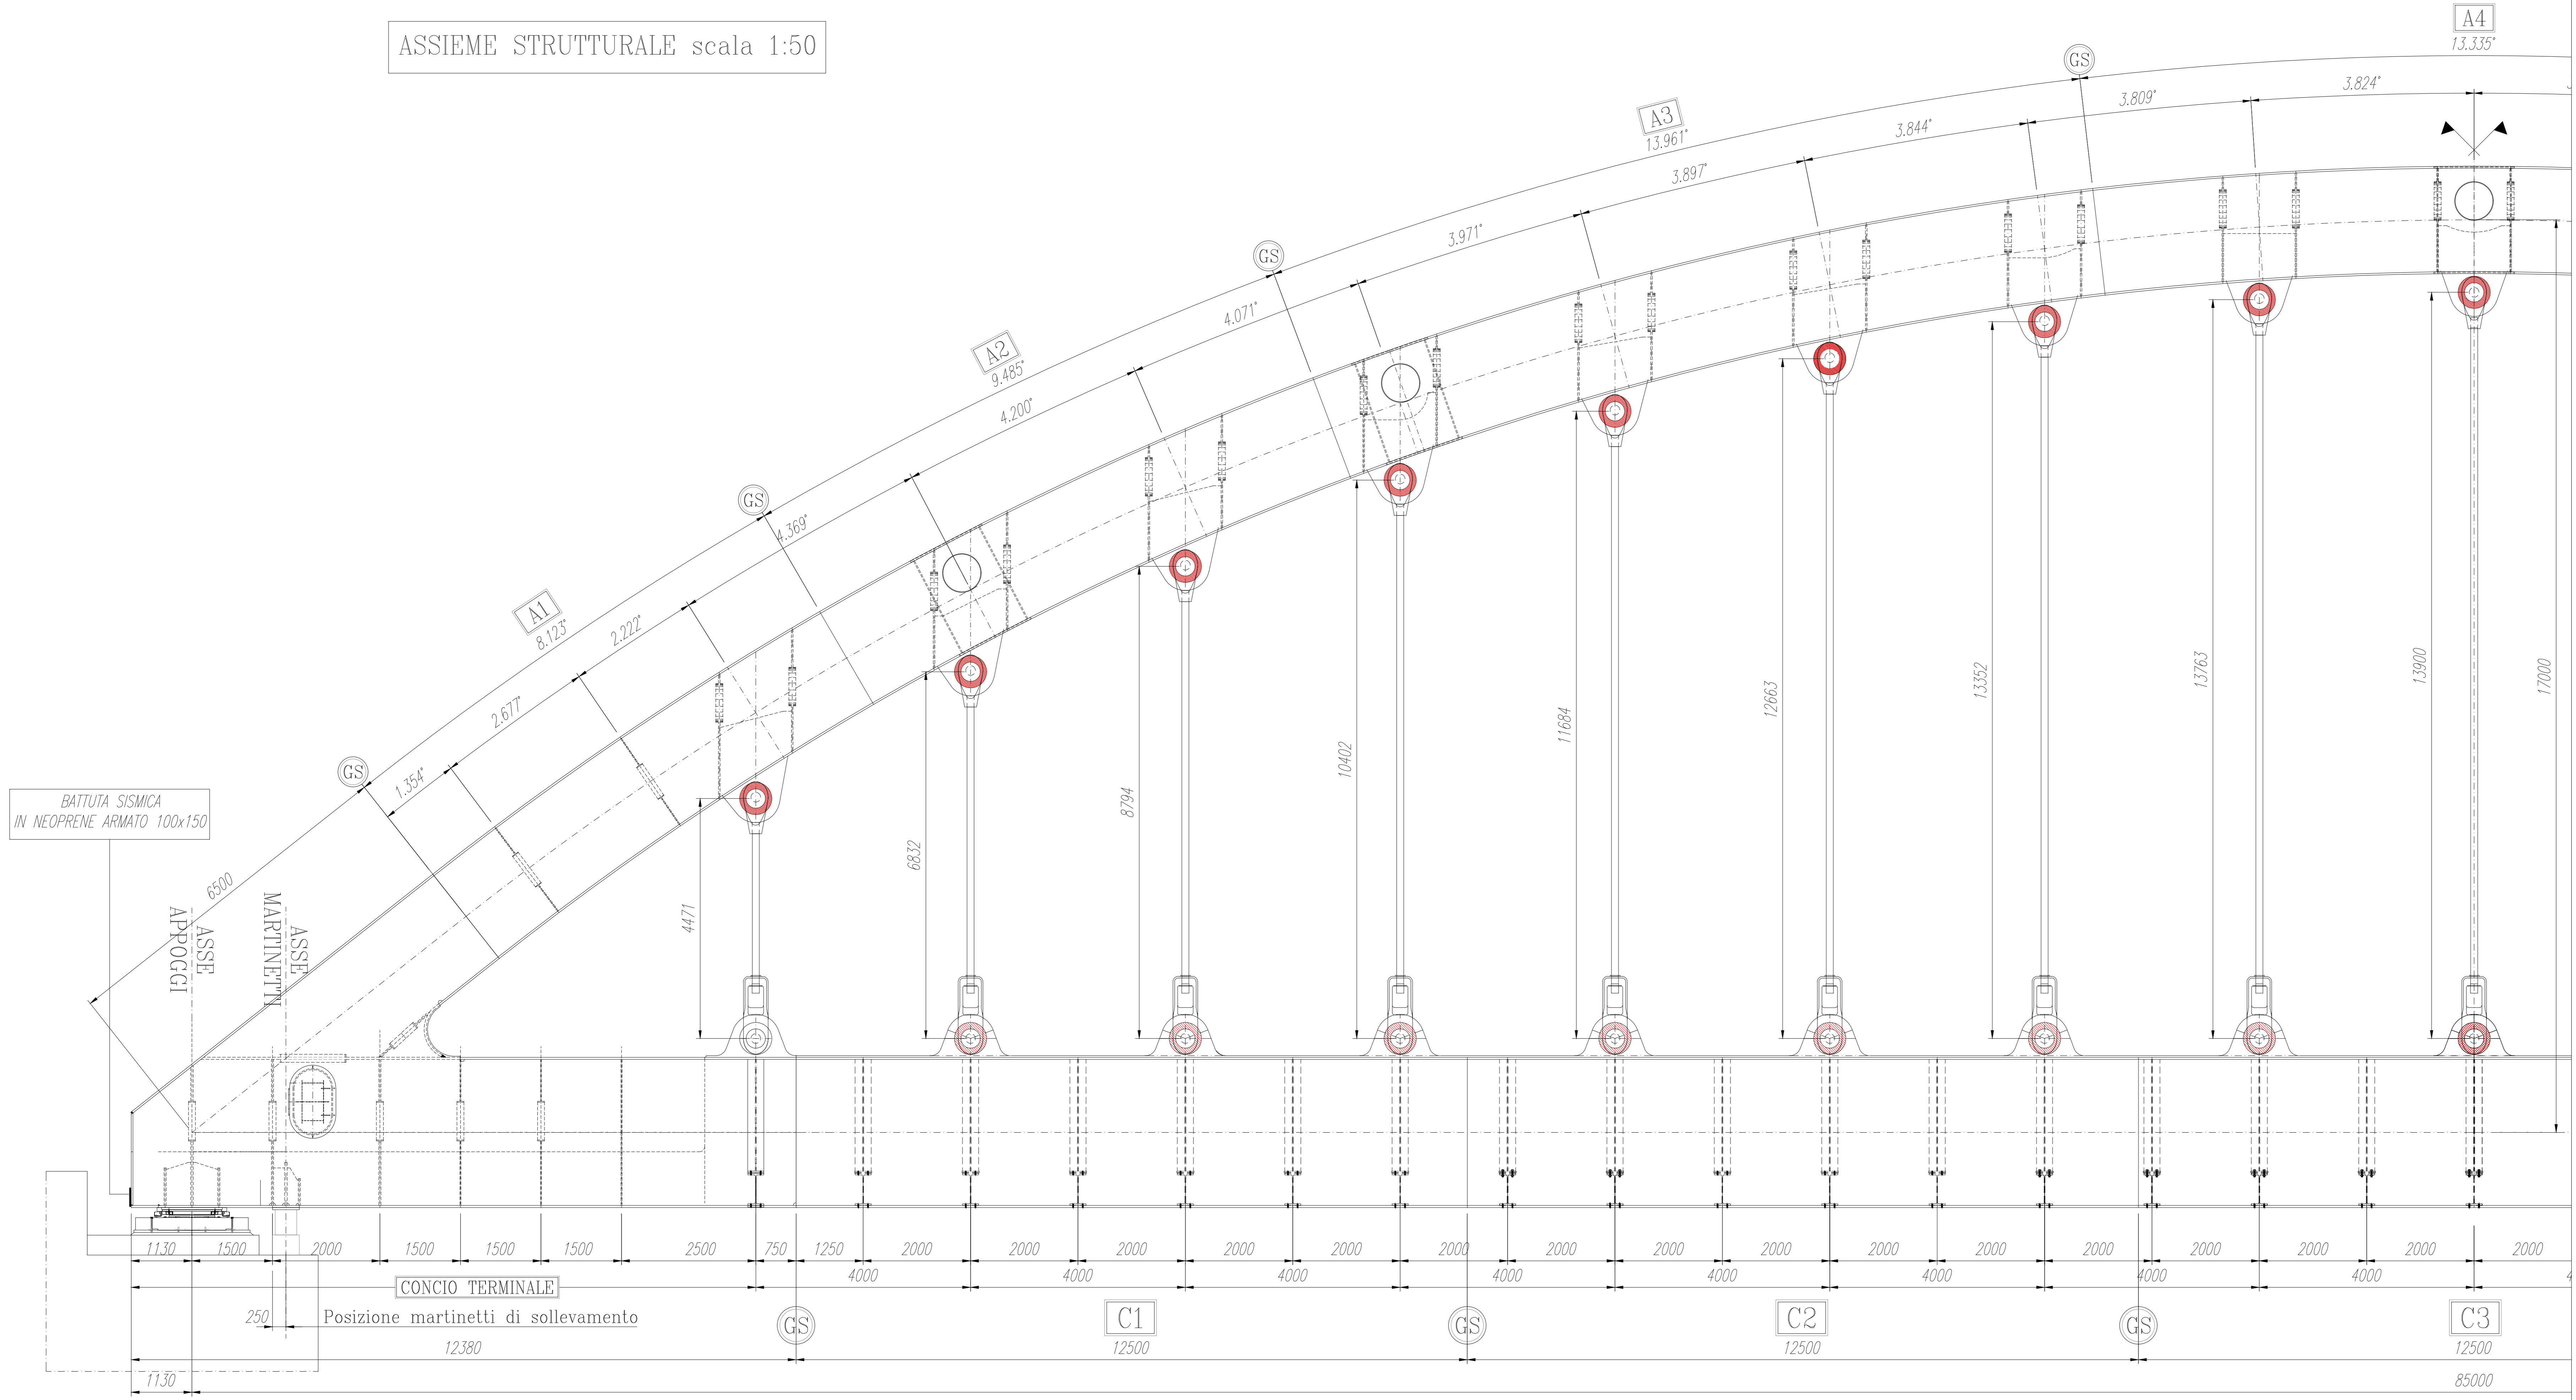 ASSIEME STRUTTURALE scala 1:50
A4
13.335°
GS
3.824°
3.809°
A3
13.961°
3.844°
3.897°
GS
3.971°
4.071°
A2
9.485°
4.200°
GS
4.369°
A1
8.123°
2.222°
2.677°
GS
1.354°
6500
BATTUTA SISMICA
IN NEOPRENE ARMATO 100x150
ASSE
APPOGGI
ASSE
MARTINETTI
4471
6832
8794
10402
11684
12663
13352
13763
13900
17000
1130 1500 2000 1500 1500 1500 2500 750 1250 2000 2000 2000 2000 2000 2000 2000 2000 2000 2000 2000 2000 2000 2000 2000 2000
CONCIO TERMINALE 4000 4000 4000 4000 4000 4000 4000 4000
250 Posizione martinetti di sollevamento
GS C1 GS C2 GS C3
12380 12500 12500 12500
1130 85000